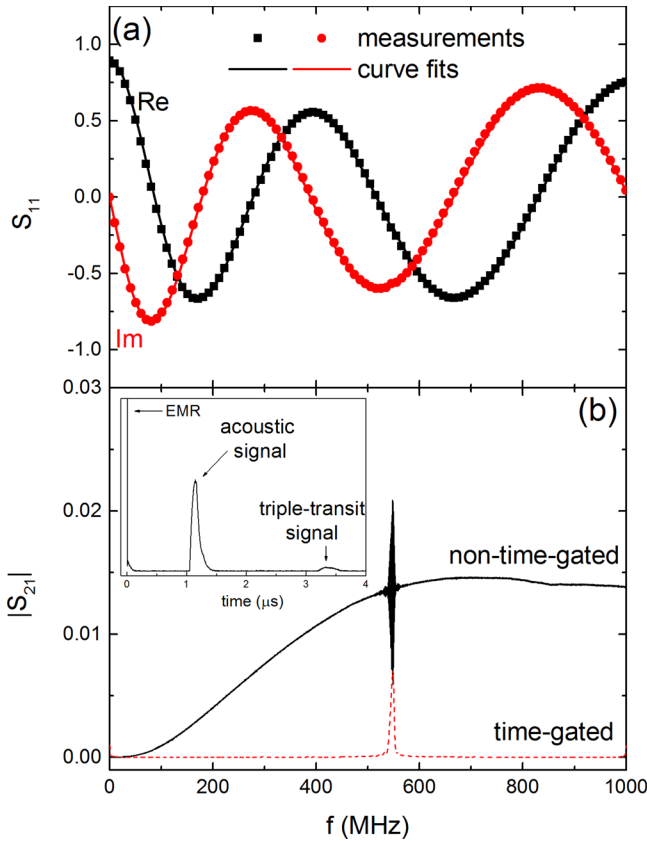 (a)
measurements
curve fits
Re
Im
1.0
0.5
0.0
-0.5
-1.0
S11
(b)
0.03
0.02
0.01
0.00
|S21|
EMR
acoustic
signal
triple-transit
signal
0 1 2 3 4
time (μs)
non-time-gated
time-gated
0 200 400 600 800 1000
f (MHz)